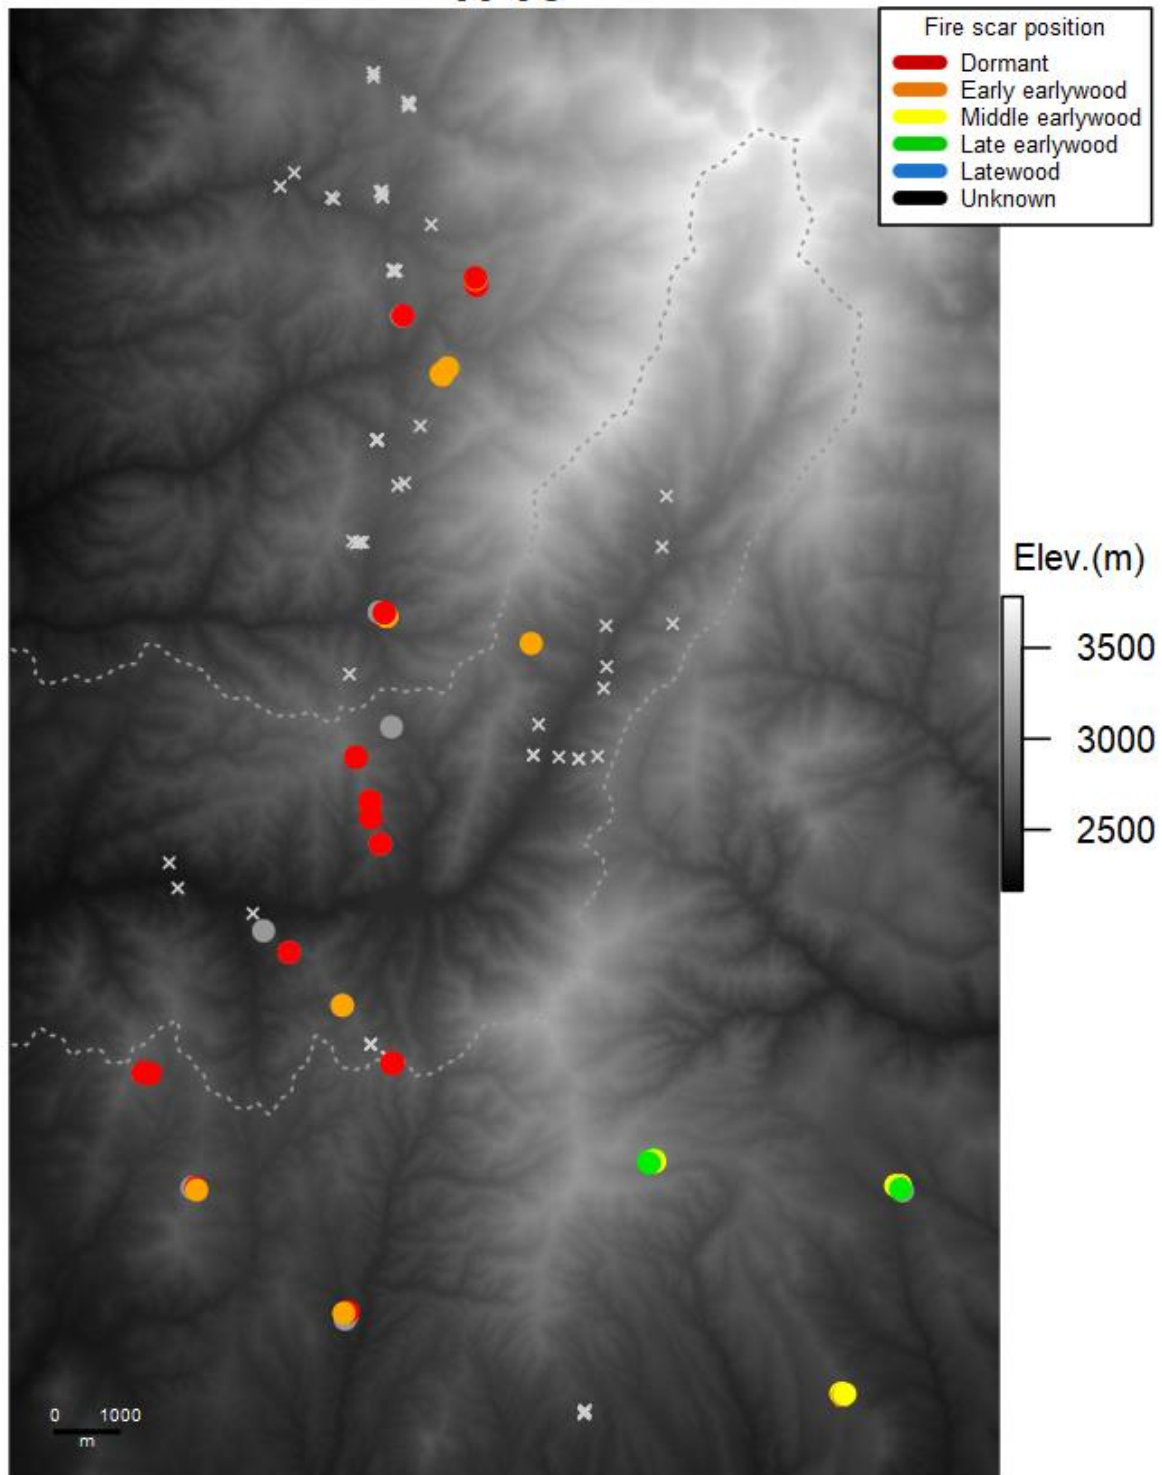 Fire scar position
Dormant
Early earlywood
Middle earlywood
Late earlywood
Latewood
Unknown
Elev.(m)
3500
3000
2500
0 1000
m